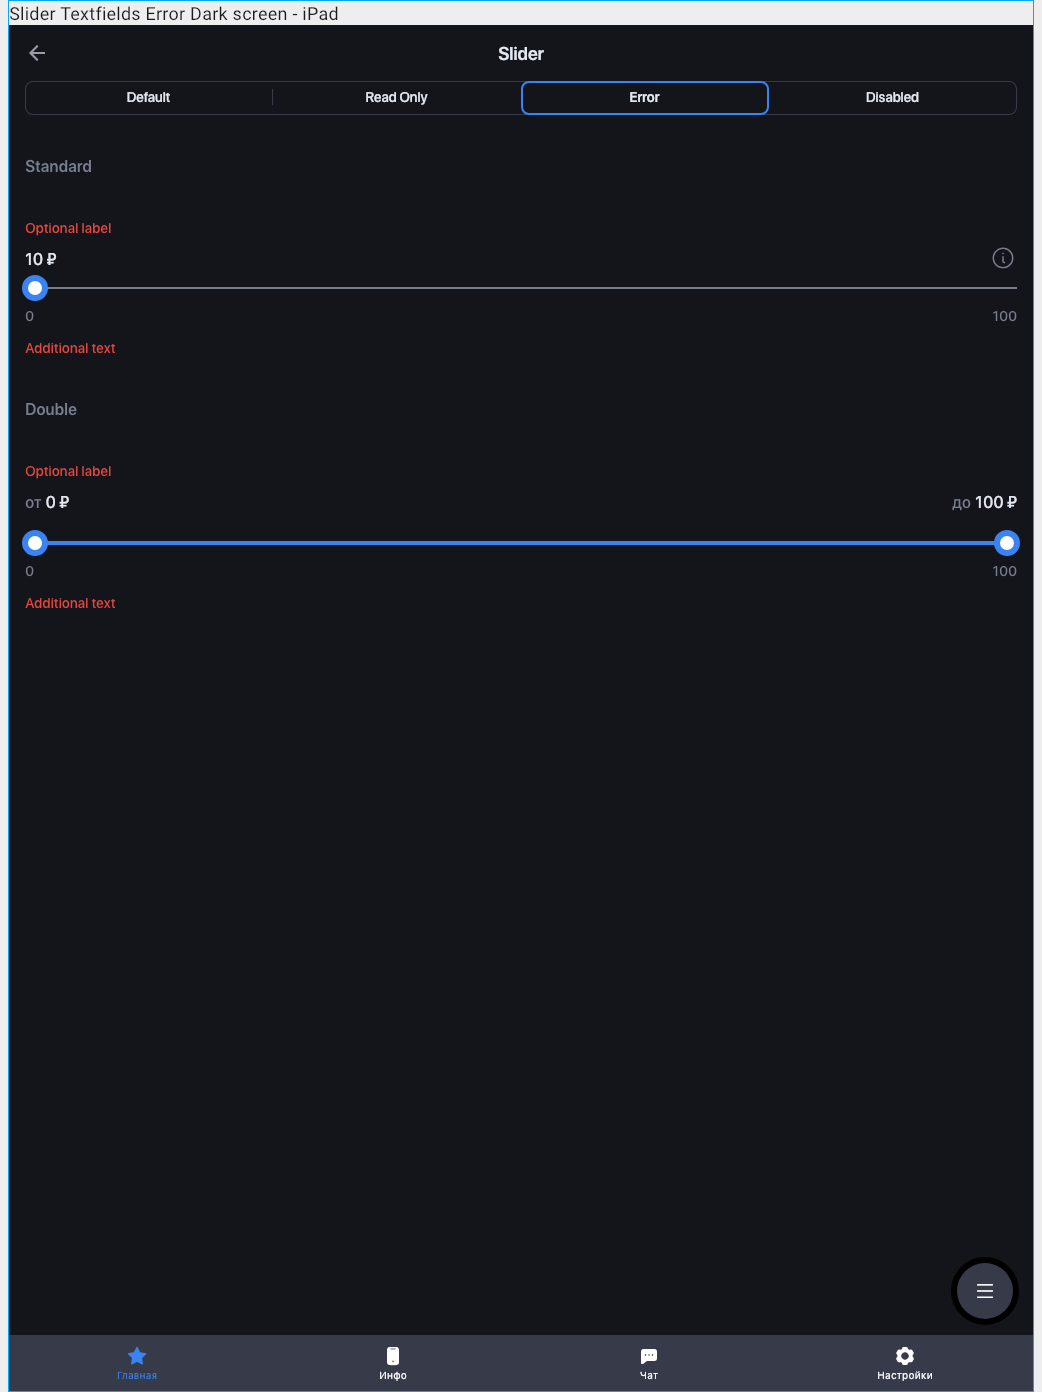 Slider Textfields Error Dark screen - iPad
Slider
Default Read Only Error Disabled
Standard
Optional label
10 ₽
0 100
Additional text
Double
Optional label
от 0 ₽ до 100 ₽
0 100
Additional text
Главная Инфо Чат Настройки